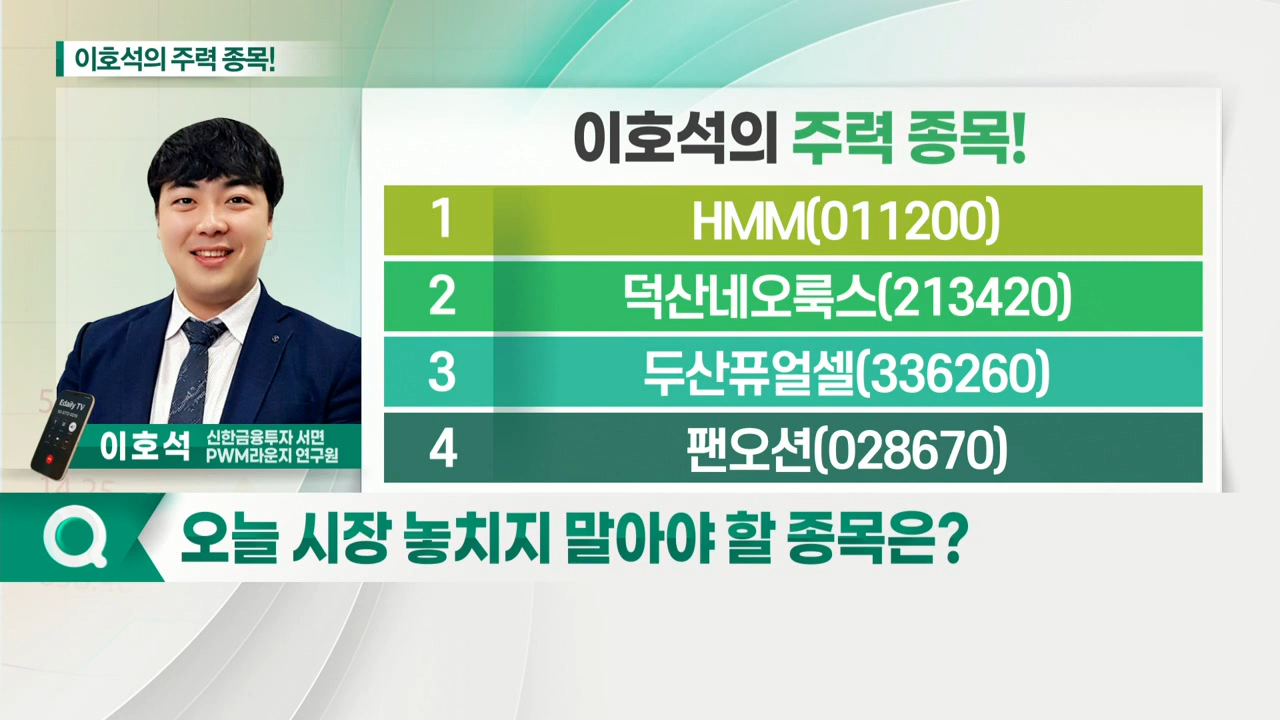 이호석의 주력 종목!
이호석의 주력 종목!
1 HMM(011200)
2 덕산네오룩스(213420)
3 두산퓨얼셀(336260)
4 팬오션(028670)
Edaily TV
이호석 신한금융투자 서면
PWM라운지 연구원
오늘 시장 놓치지 말아야 할 종목은?